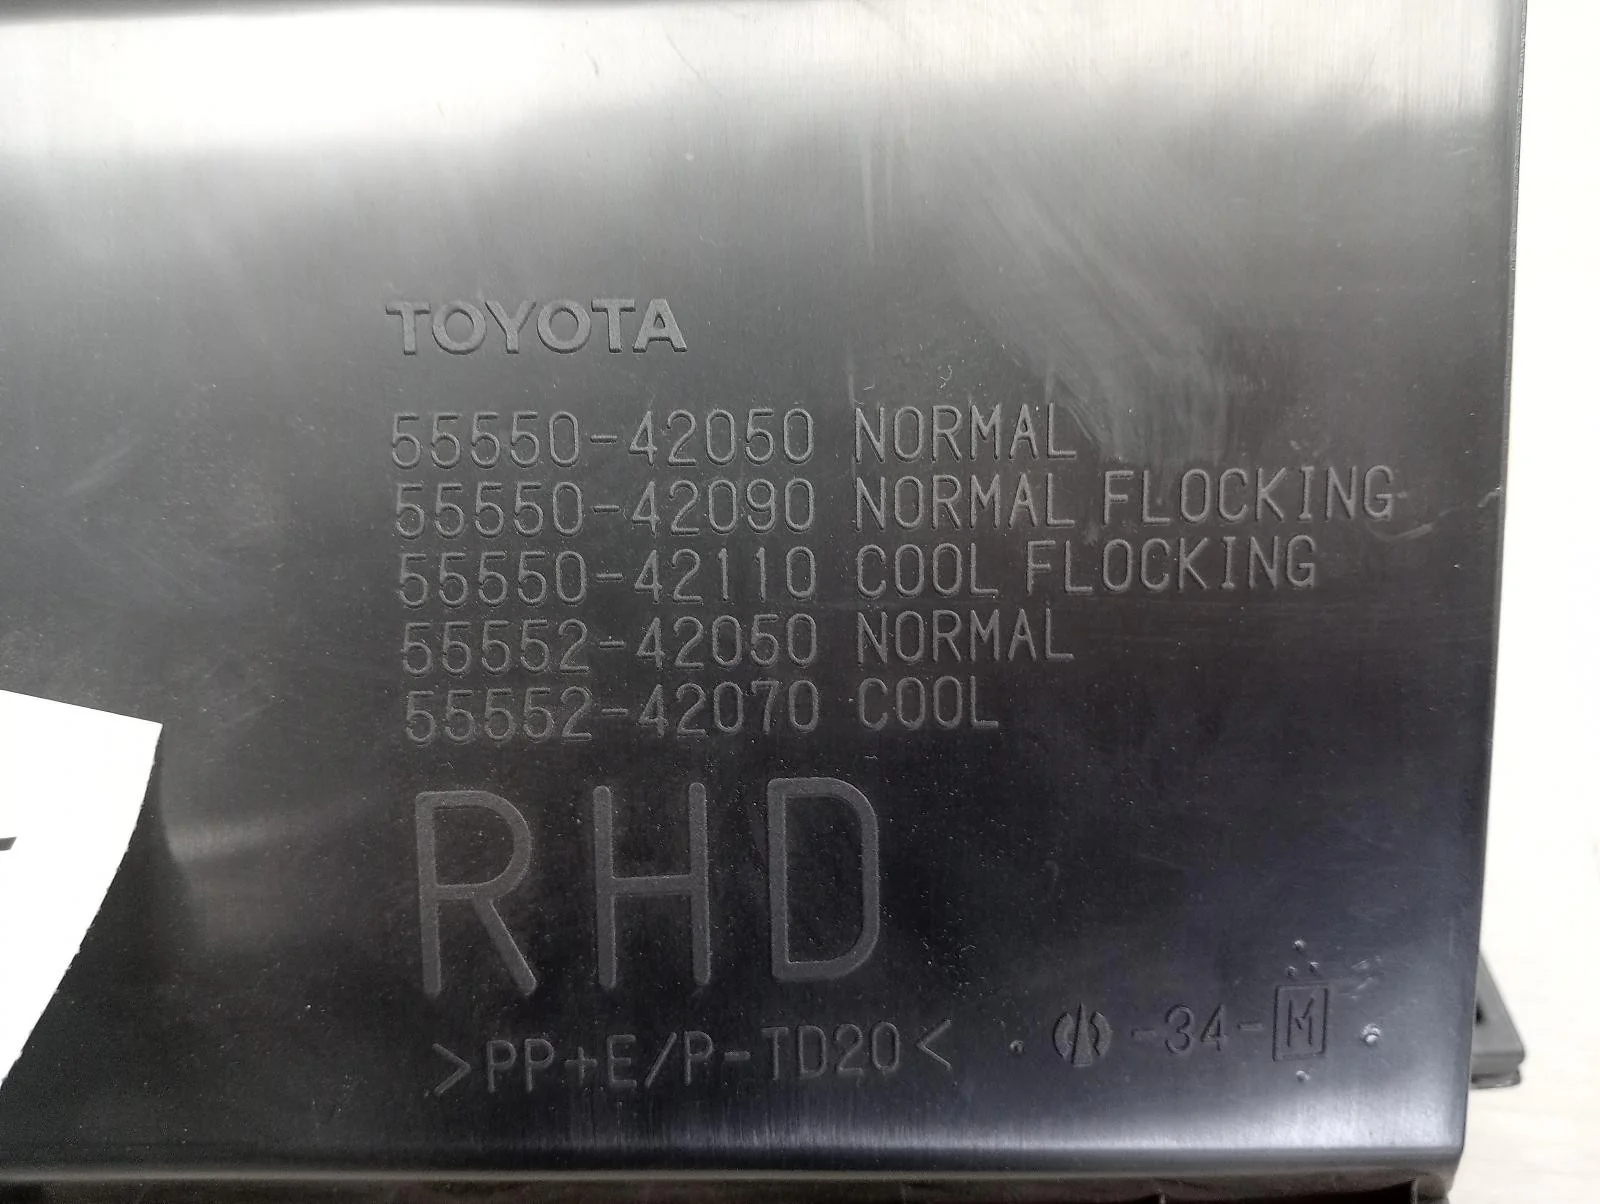 TOYOTA
55550-42050 NORMAL
55550-42090 NORMAL FLOCKING
55550-42110 COOL FLOCKING
55552-42050 NORMAL
55552-42070 COOL
RHD
>PP+E/P-TD20<
-34- M